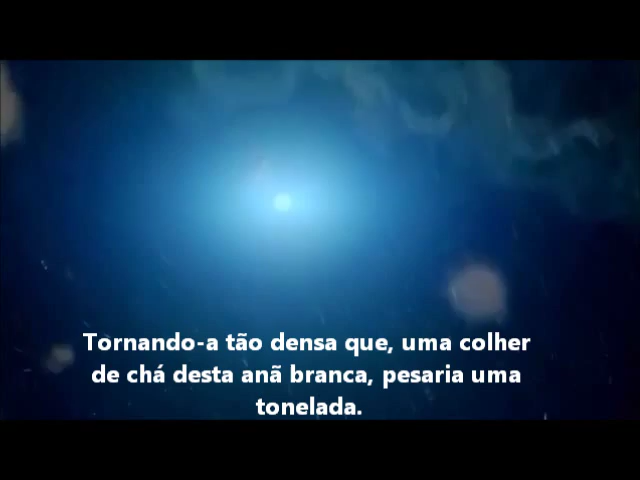 Tornando-a tão densa que, uma colher
de chá desta anã branca, pesaria uma
tonelada.